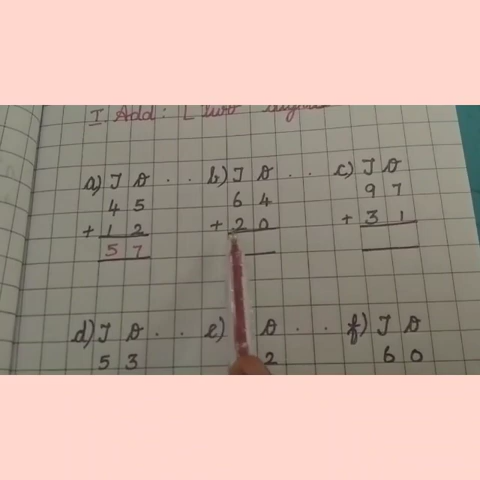 I Add: [ two
a) T O . . b) T O . . c) T O
4 5 6 4 9 7
+ 1 2 + 2 0 + 3 1
5 7
d) T O . . e) O . . f) T O
5 3 2 6 0